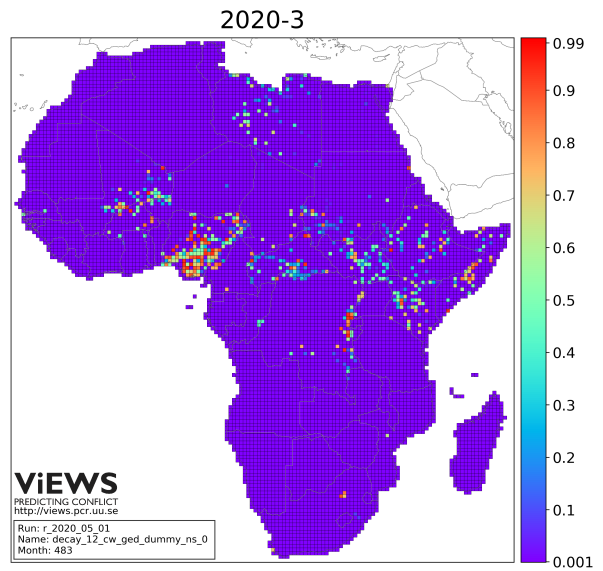 2020-3
0.99
0.9
0.8
0.7
0.6
0.5
0.4
0.3
0.2
0.1
0.001
ViEWS
PREDICTING CONFLICT
http://views.pcr.uu.se
Run: r_2020_05_01
Name: decay_12_cw_ged_dummy_ns_0
Month: 483